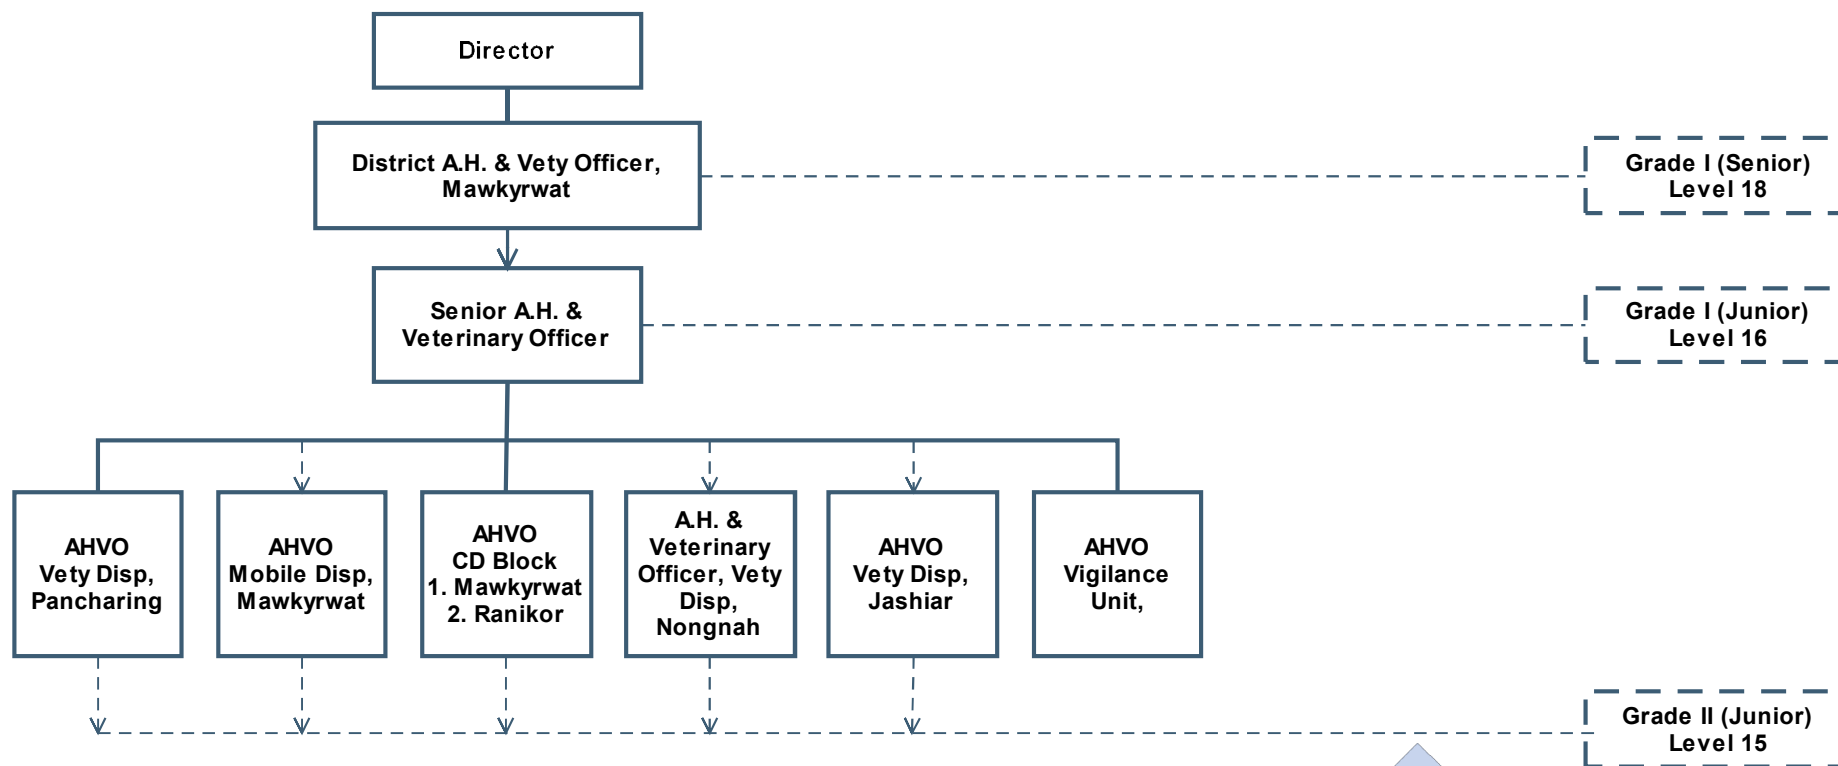 Director
District A.H. & Vety Officer,
Mawkyrwat
Grade I (Senior)
Level 18
Senior A.H. &
Veterinary Officer
Grade I (Junior)
Level 16
AHVO
Vety Disp,
Pancharing
AHVO
Mobile Disp,
Mawkyrwat
AHVO
CD Block
1. Mawkyrwat
2. Ranikor
A.H. &
Veterinary
Officer, Vety
Disp,
Nongnah
AHVO
Vety Disp,
Jashiar
AHVO
Vigilance
Unit,
Grade II (Junior)
Level 15